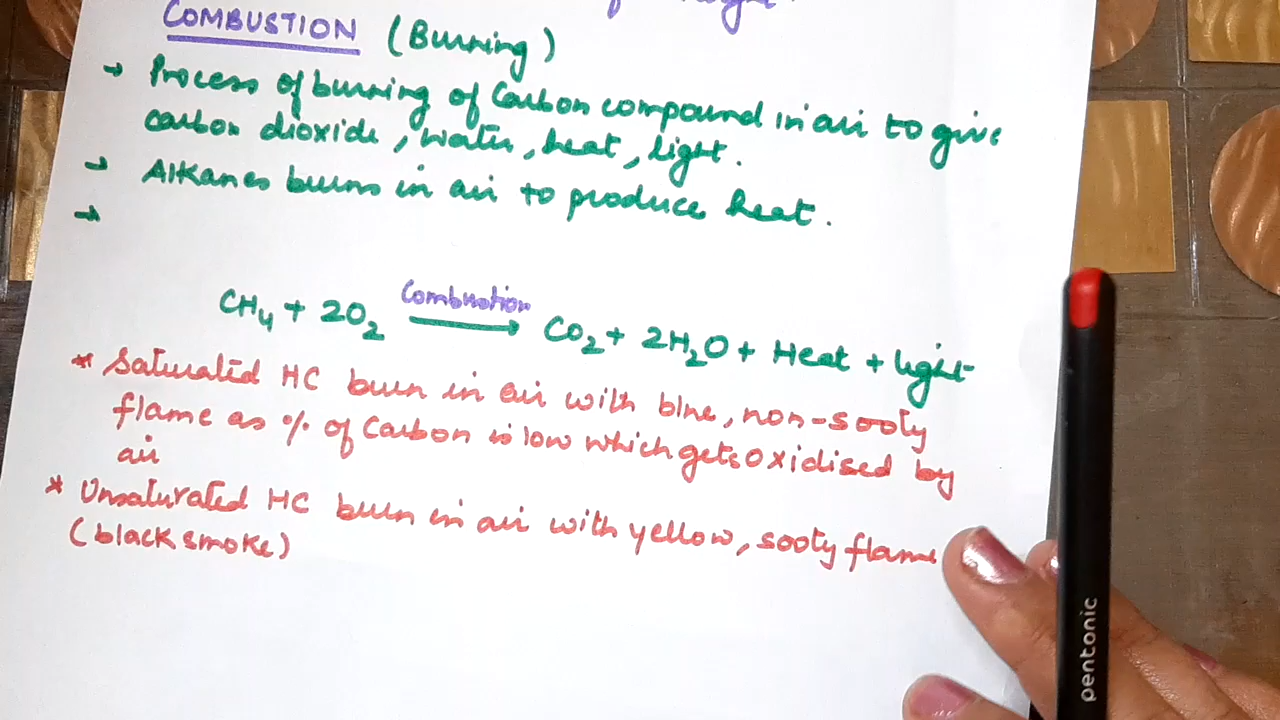 COMBUSTION (Burning)
→ Process of burning of Carbon compound in air to give
carbon dioxide, water, heat, light.
→ Alkanes burns in air to produce heat.
→
CH₄ + 2O₂ Combustion → CO₂ + 2H₂O + Heat + light
* Saturated HC burn in air with blue, non-sooty
flame as % of Carbon is low which gets oxidised by
air
* Unsaturated HC burn in air with yellow, sooty flame
(black smoke)
pentonic